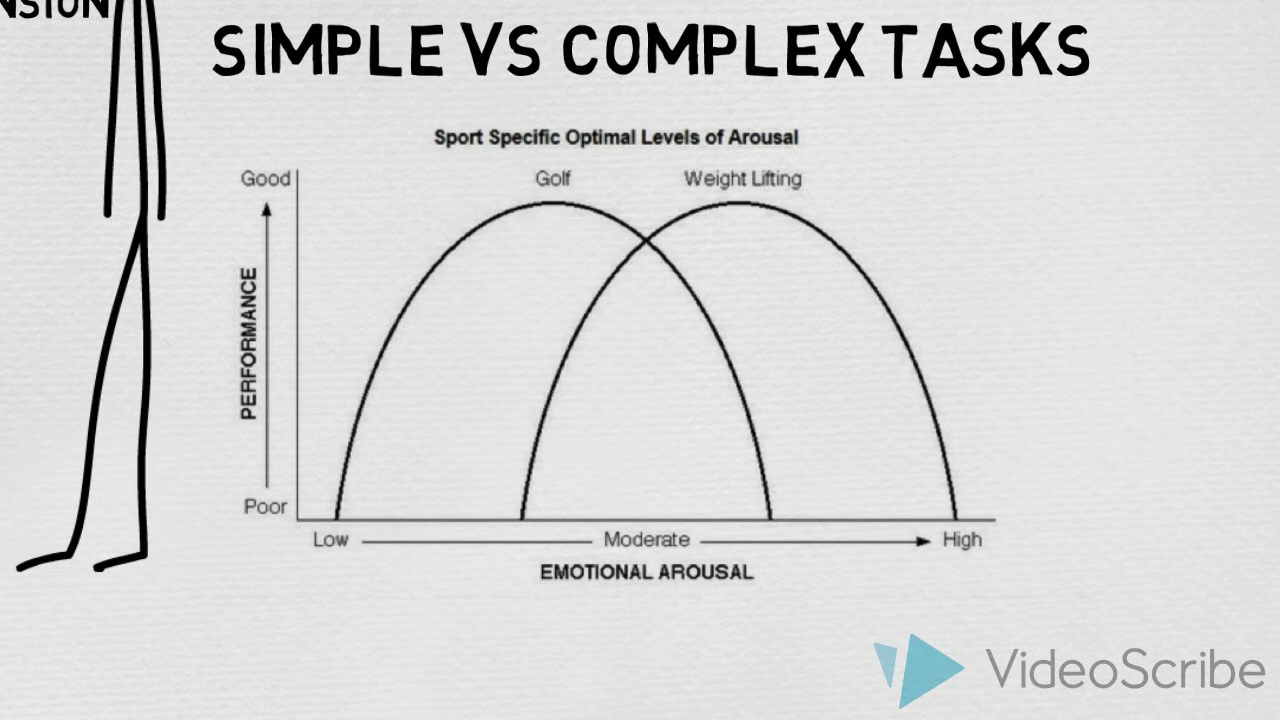 NSION
SIMPLE VS COMPLEX TASKS
Sport Specific Optimal Levels of Arousal
Good
Golf
Weight Lifting
PERFORMANCE
Poor
Low
Moderate
High
EMOTIONAL AROUSAL
VideoScribe